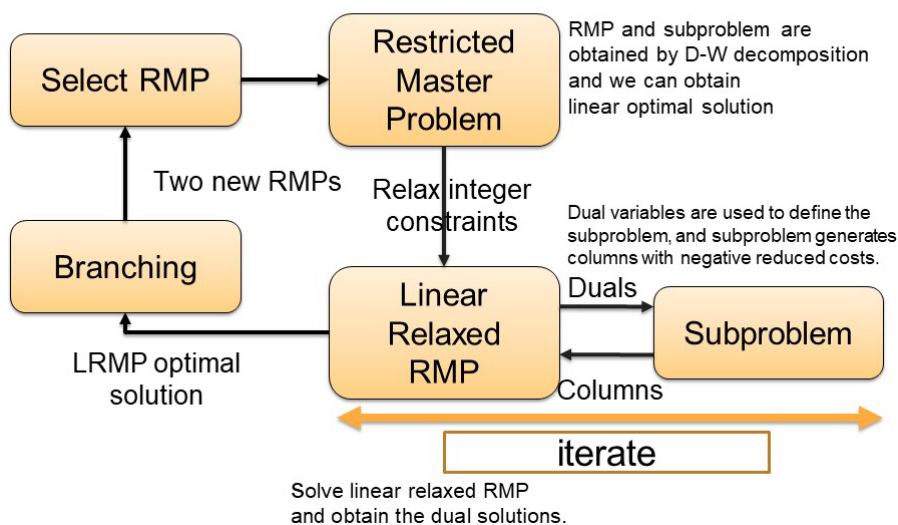 Select RMP
Restricted
Master
Problem
RMP and subproblem are
obtained by D-W decomposition
and we can obtain
linear optimal solution
Two new RMPs
Relax integer
constraints
Dual variables are used to define the
subproblem, and subproblem generates
columns with negative reduced costs.
Branching
Linear
Relaxed
RMP
Duals
Subproblem
Columns
LRMP optimal
solution
iterate
Solve linear relaxed RMP
and obtain the dual solutions.